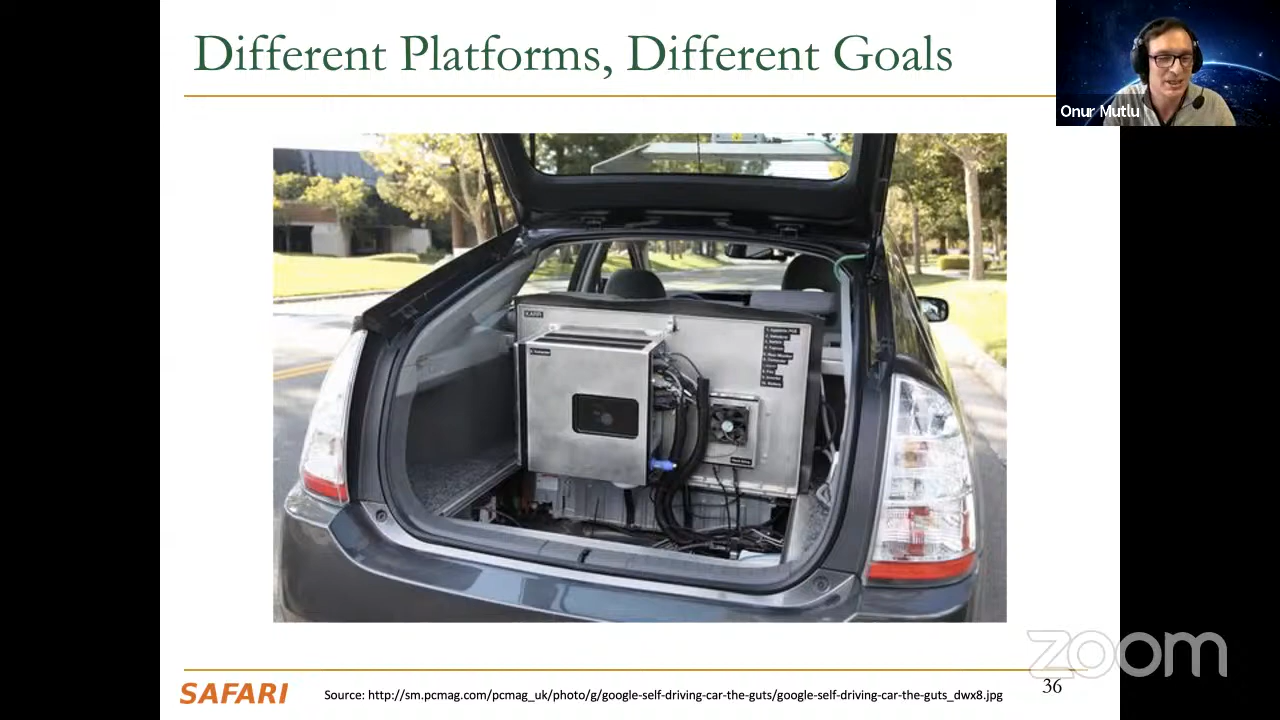 Different Platforms, Different Goals
Onur Mutlu
KARR
zoom
SAFARI
Source: http://sm.pcmag.com/pcmag_uk/photo/g/google-self-driving-car-the-guts/google-self-driving-car-the-guts_dwx8.jpg
36